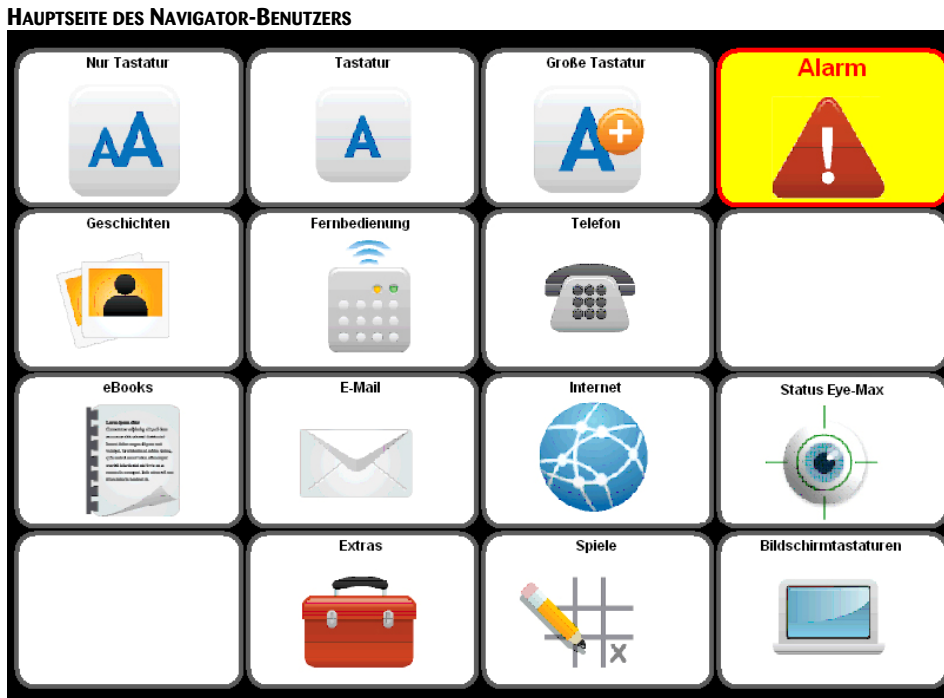 HAUPTSEITE DES NAVIGATOR-BENUTZERS
Nur Tastatur
Tastatur
Große Tastatur
Alarm
Geschichten
Fernbedienung
Telefon
eBooks
E-Mail
Internet
Status Eye-Max
Extras
Spiele
Bildschirmtastaturen